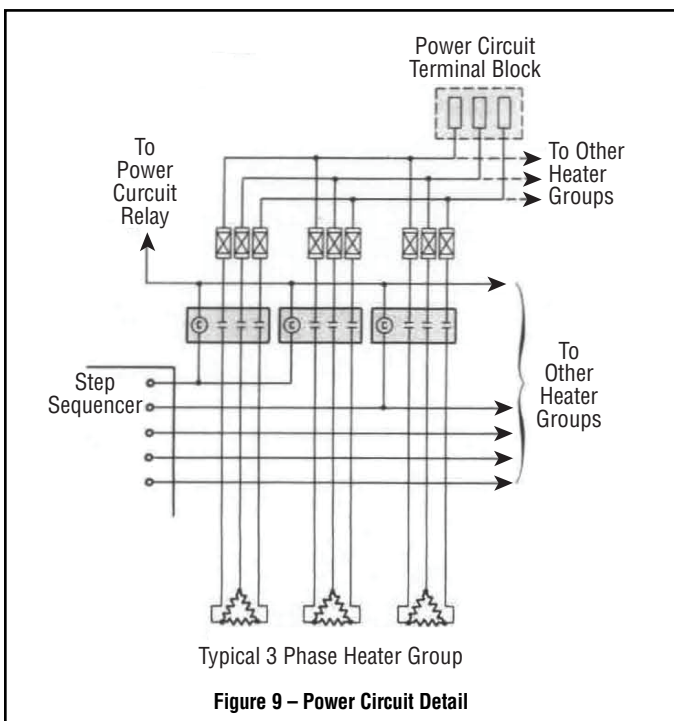 Power Circuit
Terminal Block
To
Power
Curcuit
Relay
To Other
Heater
Groups
C
C
C
Step
Sequencer
To
Other
Heater
Groups
Typical 3 Phase Heater Group
Figure 9 – Power Circuit Detail